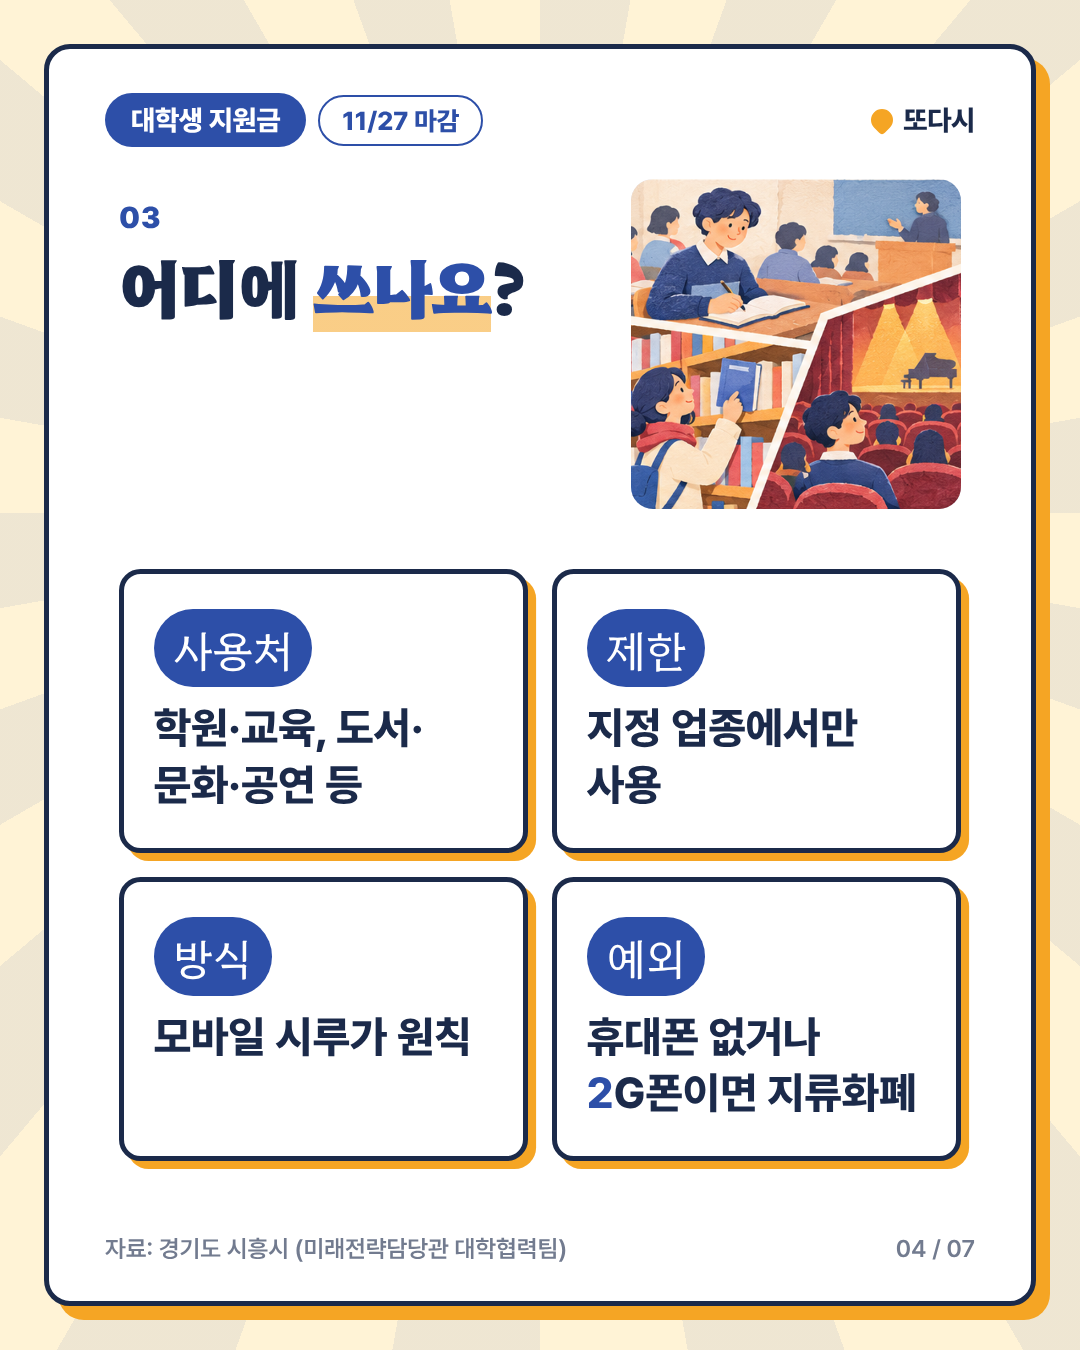 대학생 지원금
11/27 마감
또다시
03
어디에 쓰나요?
사용처
학원·교육, 도서·
문화·공연 등
제한
지정 업종에서만
사용
방식
모바일 시루가 원칙
예외
휴대폰 없거나
2G폰이면 지류화폐
자료: 경기도 시흥시 (미래전략담당관 대학협력팀)
04 / 07